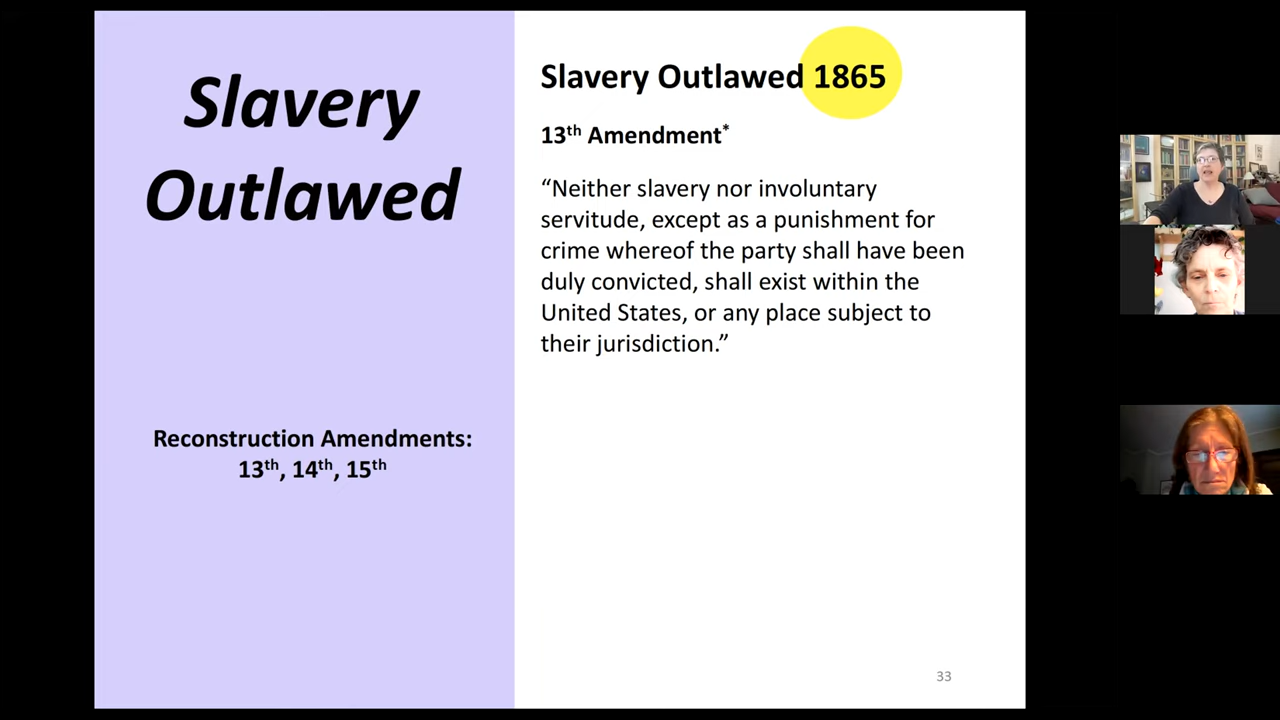 Slavery
Outlawed
Reconstruction Amendments:
13th, 14th, 15th
Slavery Outlawed 1865
13th Amendment*
“Neither slavery nor involuntary
servitude, except as a punishment for
crime whereof the party shall have been
duly convicted, shall exist within the
United States, or any place subject to
their jurisdiction.”
33